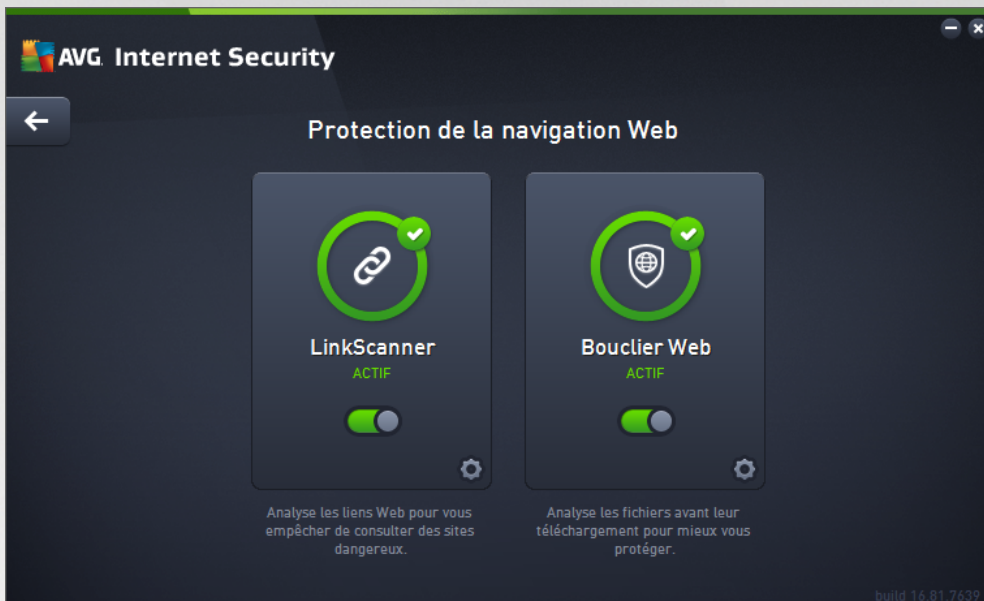 AVG Internet Security
Protection de la navigation Web
LinkScanner
ACTIF
Analyse les liens Web pour vous
empêcher de consulter des sites
dangereux.
Bouclier Web
ACTIF
Analyse les fichiers avant leur
téléchargement pour mieux vous
protéger.
build 16.81.7639